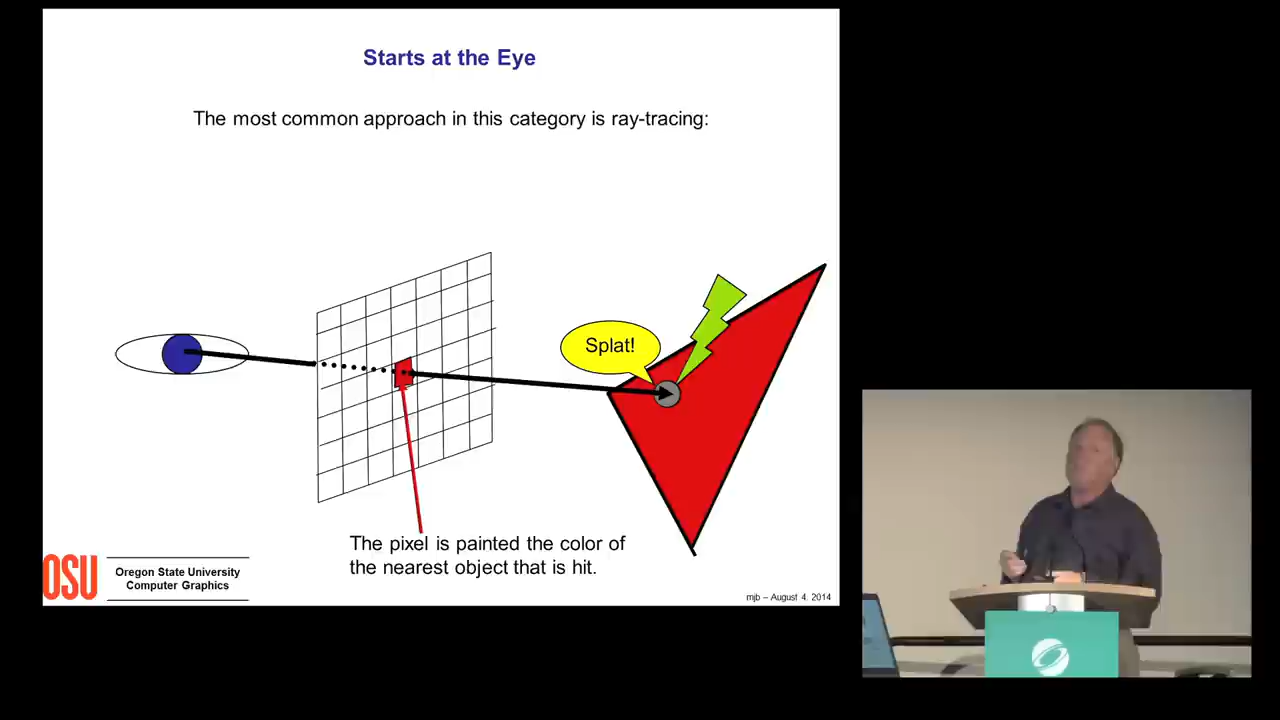 Starts at the Eye
The most common approach in this category is ray-tracing:
Splat!
The pixel is painted the color of
the nearest object that is hit.
OSU
Oregon State University
Computer Graphics
mjb – August 4. 2014